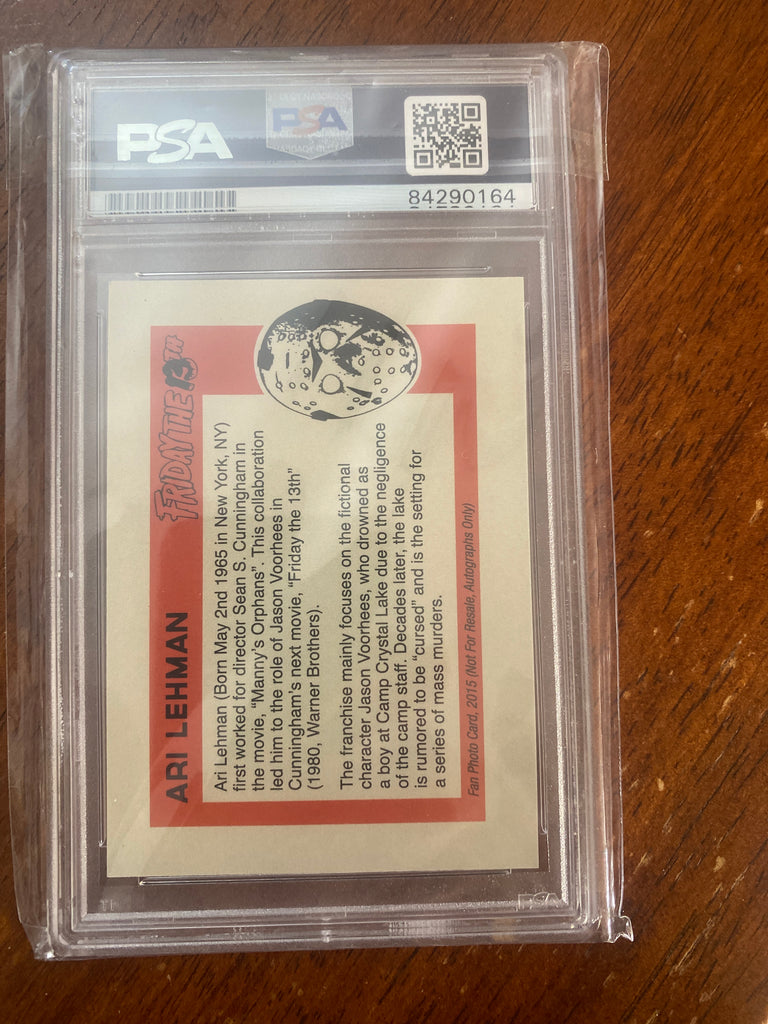 PSA
PSA
84290164
FRIDAY THE 13TH
ARI LEHMAN
Ari Lehman (Born May 2nd 1965 in New York, NY)
first worked for director Sean S. Cunningham in
the movie, "Manny's Orphans". This collaboration
led him to the role of Jason Voorhees in
Cunningham's next movie, "Friday the 13th"
(1980, Warner Brothers).
The franchise mainly focuses on the fictional
character Jason Voorhees, who drowned as
a boy at Camp Crystal Lake due to the negligence
of the camp staff. Decades later, the lake
is rumored to be "cursed" and is the setting for
a series of mass murders.
Fan Photo Card, 2015 (Not For Resale, Autographs Only)